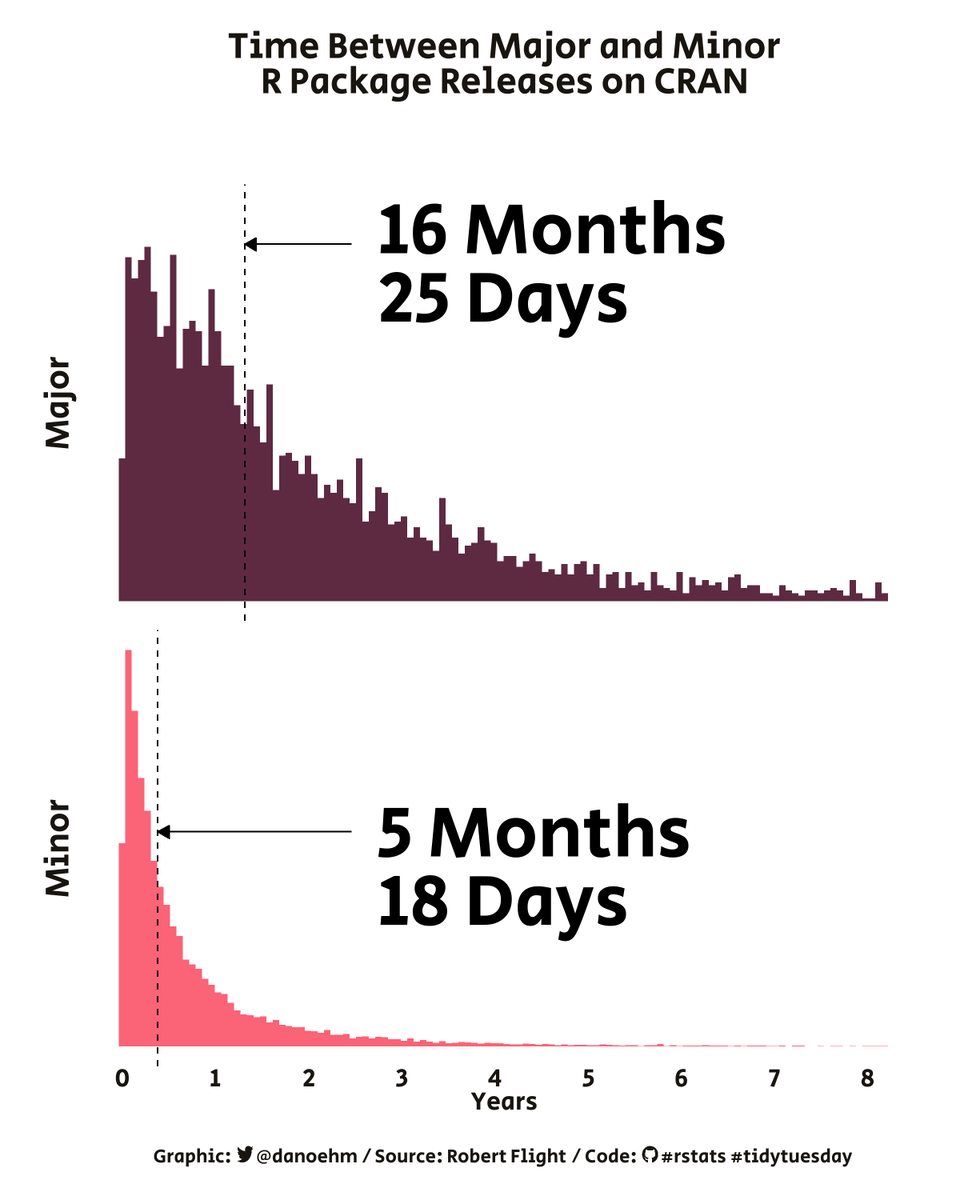 Time Between Major and Minor
R Package Releases on CRAN
16 Months
25 Days
Major
5 Months
18 Days
Minor
0 1 2 3 4 5 6 7 8
Years
Graphic: @danoehm / Source: Robert Flight / Code: #rstats #tidytuesday